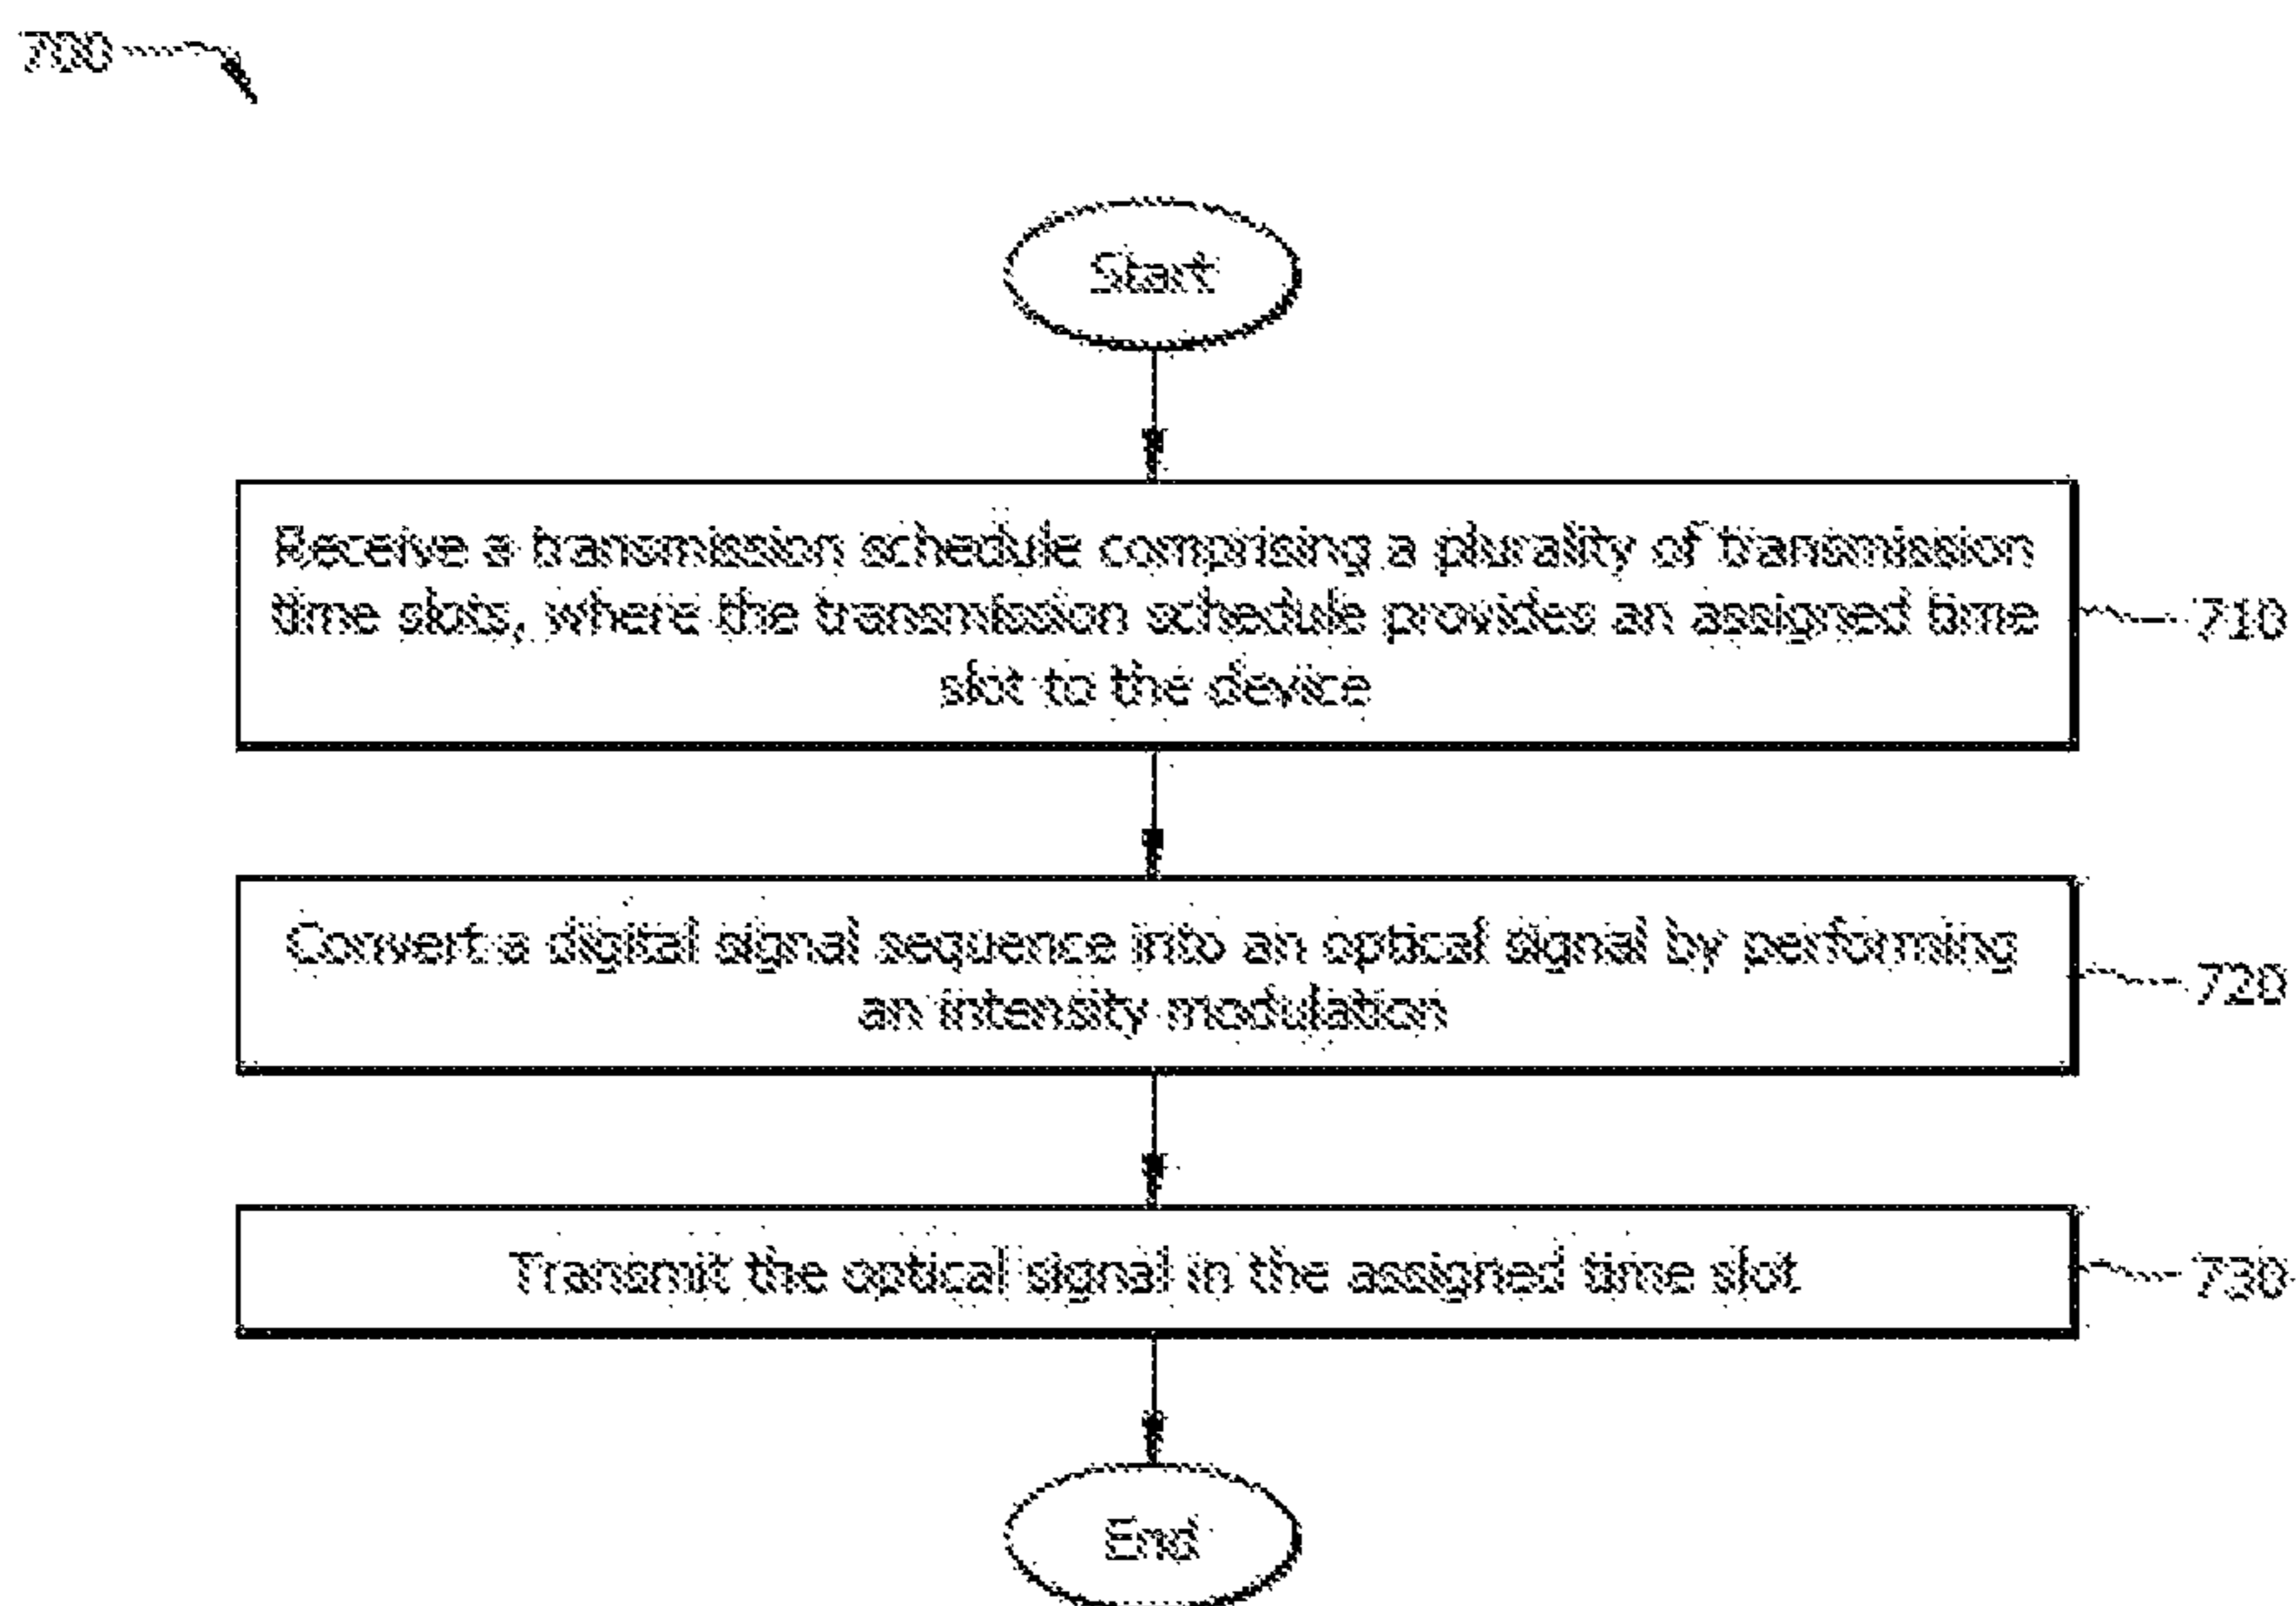 700
Start
Receive a transmission schedule comprising a plurality of transmission
time slots, where the transmission schedule provides an assigned time
slot to the device
710
Convert a digital signal sequence into an optical signal by performing
an intensity modulation
720
Transmit the optical signal in the assigned time slot
730
End